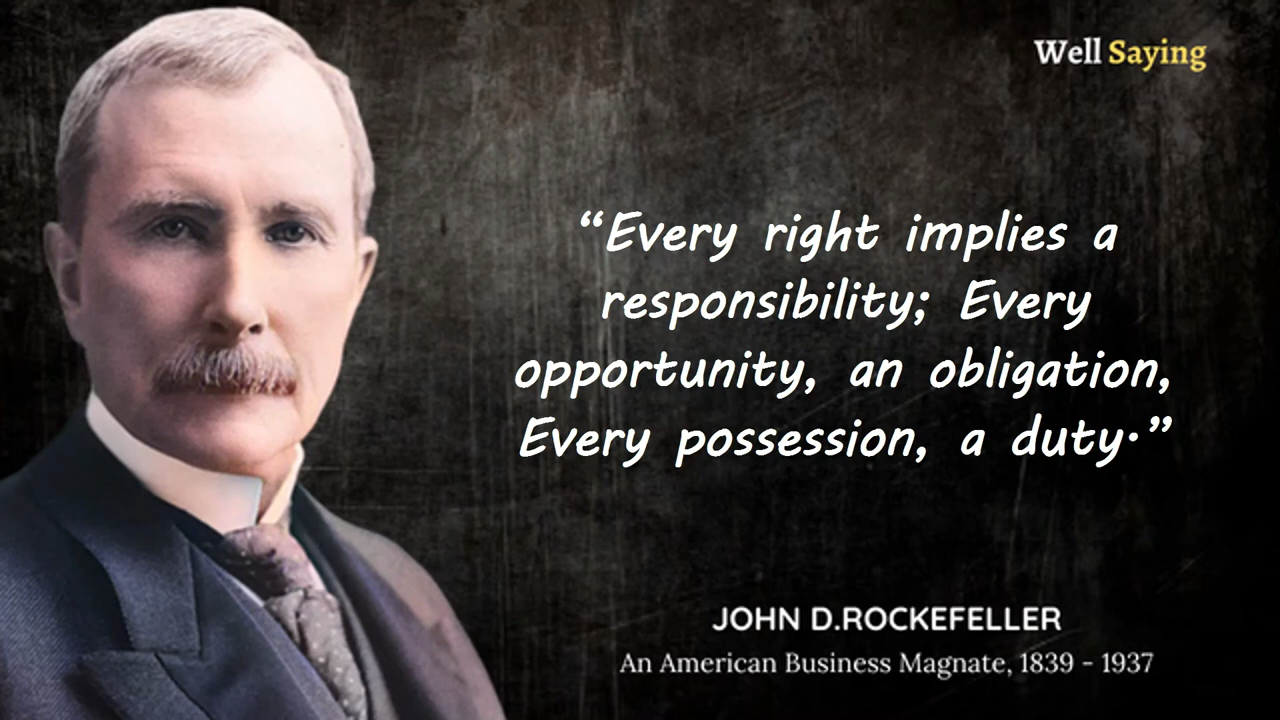 Well Saying
“Every right implies a
responsibility; Every
opportunity, an obligation,
Every possession, a duty·”
JOHN D.ROCKEFELLER
An American Business Magnate, 1839 - 1937